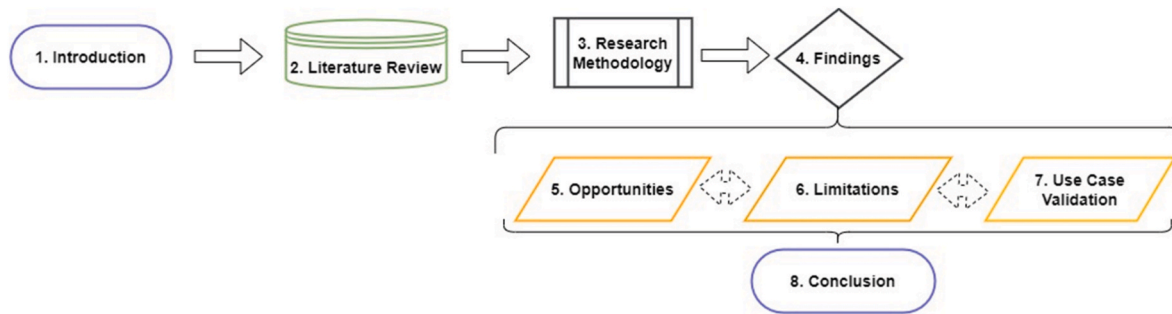 1. Introduction
2. Literature Review
3. Research
Methodology
4. Findings
5. Opportunities
6. Limitations
7. Use Case
Validation
8. Conclusion